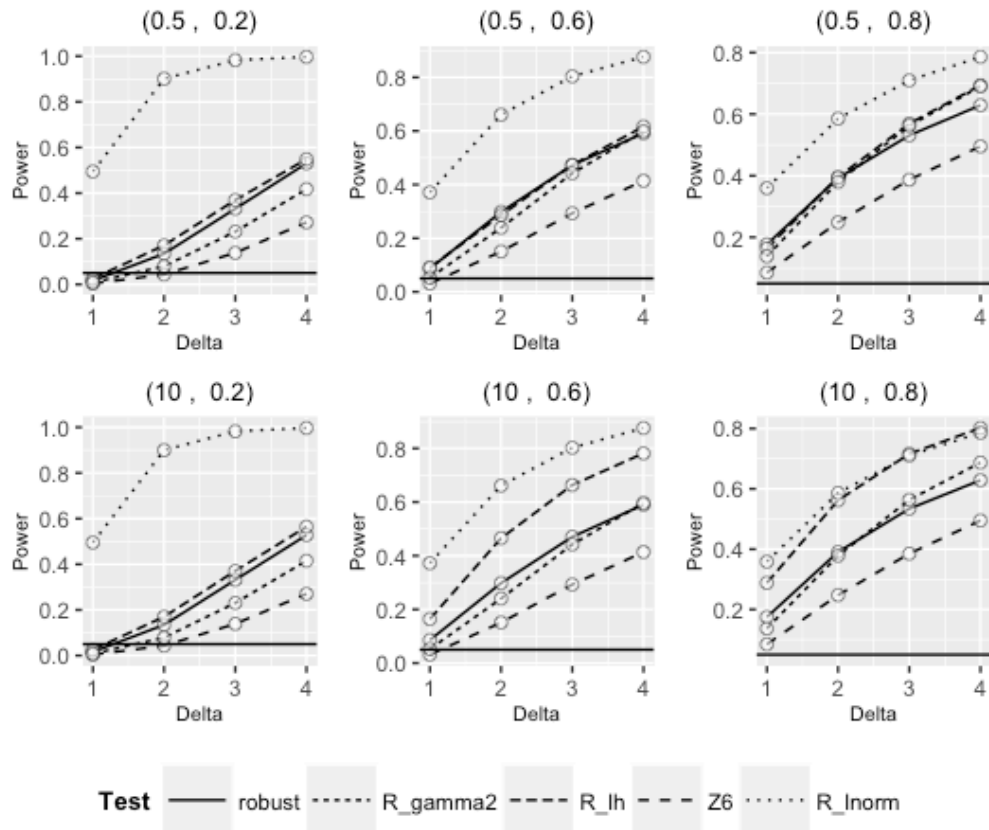 (0.5 , 0.2)
1.0
0.8
0.6
0.4
0.2
0.0
Power
1 2 3 4
Delta
(0.5 , 0.6)
0.8
0.6
0.4
0.2
0.0
Power
1 2 3 4
Delta
(0.5 , 0.8)
0.8
0.6
0.4
0.2
Power
1 2 3 4
Delta
(10 , 0.2)
1.0
0.8
0.6
0.4
0.2
0.0
Power
1 2 3 4
Delta
(10 , 0.6)
0.8
0.6
0.4
0.2
0.0
Power
1 2 3 4
Delta
(10 , 0.8)
0.8
0.6
0.4
0.2
Power
1 2 3 4
Delta
Test robust R_gamma2 R_lh Z6 R_lnorm